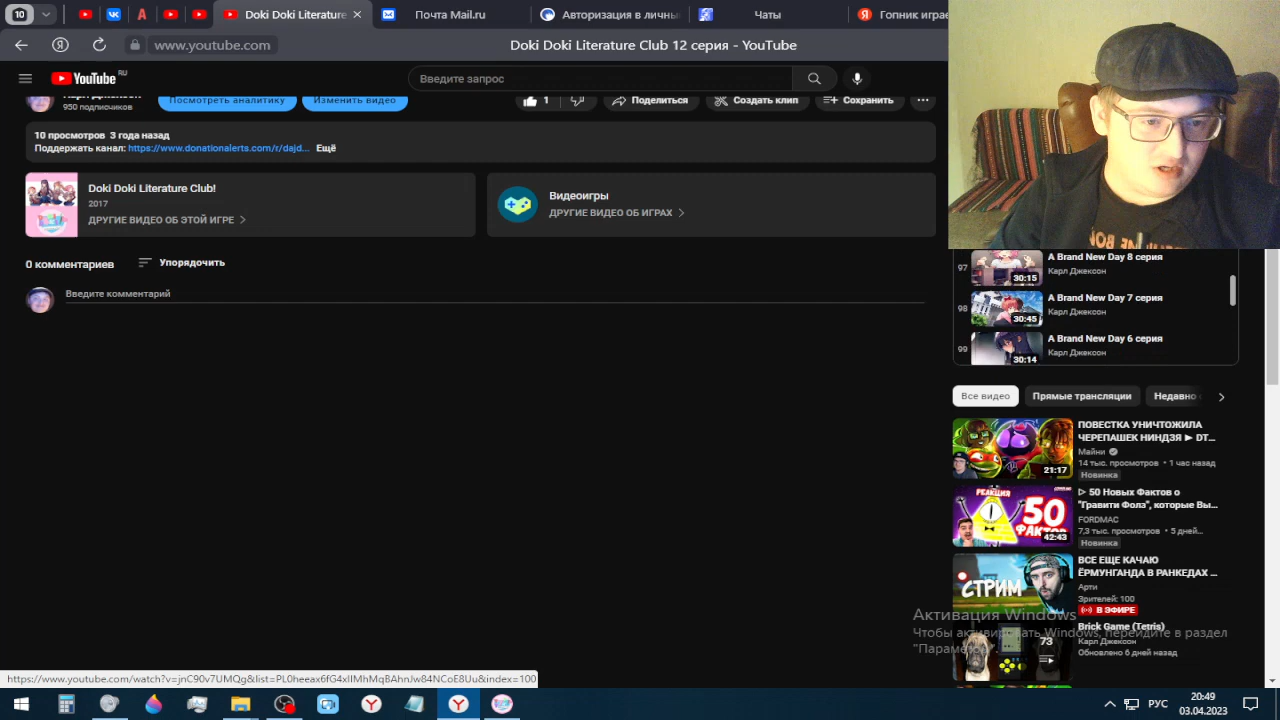 10
Doki Doki Literature
Почта Mail.ru
Авторизация в личны
Чаты
Гопник играе
www.youtube.com
Doki Doki Literature Club 12 серия - YouTube
YouTube RU
Введите запрос
950 подписчиков
Посмотреть аналитику
Изменить видео
1
Поделиться
Создать клип
Сохранить
10 просмотров 3 года назад
Поддержать канал: https://www.donationalerts.com/r/dajd... Ещё
Doki Doki Literature Club!
2017
ДРУГИЕ ВИДЕО ОБ ЭТОЙ ИГРЕ
Видеоигры
ДРУГИЕ ВИДЕО ОБ ИГРАХ
0 комментариев
Упорядочить
Введите комментарий
97
30:15
A Brand New Day 8 серия
Карл Джексон
98
30:45
A Brand New Day 7 серия
Карл Джексон
99
30:14
A Brand New Day 6 серия
Карл Джексон
Все видео
Прямые трансляции
Недавно
21:17
ПОВЕСТКА УНИЧТОЖИЛА
ЧЕРЕПАШЕК НИНДЗЯ ► DT...
Майни
14 тыс. просмотров • 1 час назад
Новинка
РЕАКЦИЯ
50
ФАКТОВ
42:43
▷ 50 Новых Фактов о
"Гравити Фолз", которые Вы...
FORDMAC
7,3 тыс. просмотров • 5 дней...
Новинка
СТРИМ
ВСЕ ЕЩЕ КАЧАЮ
ЁРМУНГАНДА В РАНКЕДАХ ...
Арти
Зрителей: 100
В ЭФИРЕ
73
Brick Game (Tetris)
Карл Джексон
Обновлено 6 дней назад
Активация Windows
Чтобы активировать Windows, перейдите в раздел
"Параметры".
https://www.youtube.com/watch?v=jnC90v7UMQg&list=PL0heeasnrO4xlIMhMqBAhnJw84NCoE8Uu&index=100
РУС
20:49
03.04.2023